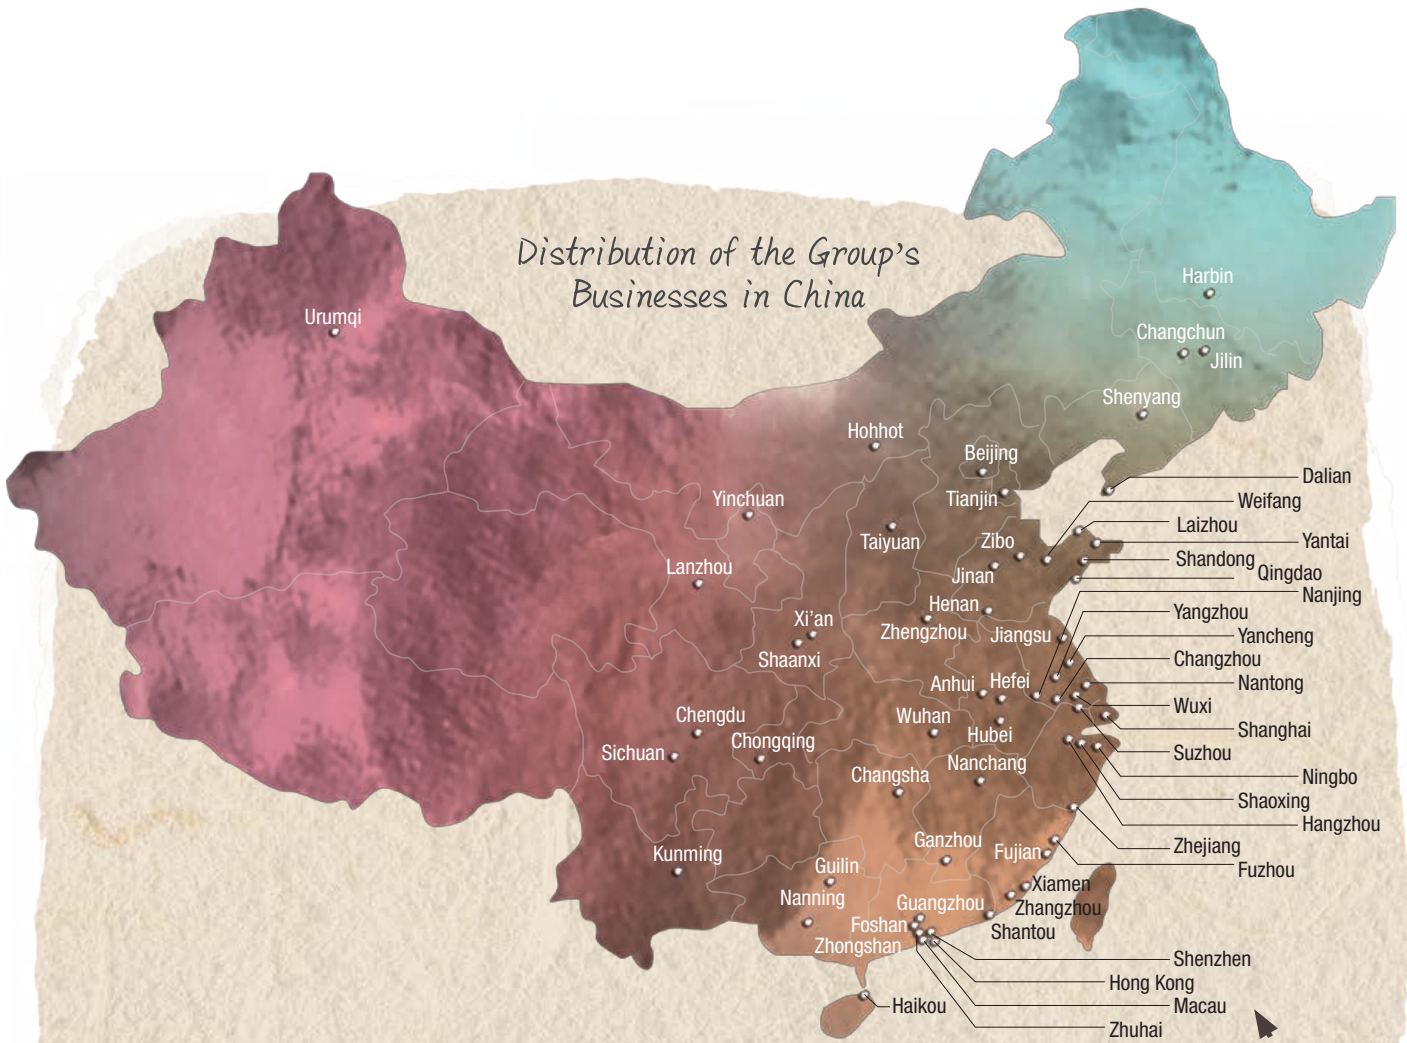 Distribution of the Group's
Businesses in China
Harbin
Urumqi
Changchun
Jilin
Shenyang
Hohhot
Beijing
Dalian
Yinchuan
Tianjin
Weifang
Laizhou
Taiyuan
Zibo
Yantai
Shandong
Lanzhou
Jinan
Qingdao
Nanjing
Henan
Yangzhou
Xi'an
Zhengzhou
Jiangsu
Yancheng
Shaanxi
Changzhou
Anhui
Hefei
Nantong
Wuxi
Chengdu
Wuhan
Hubei
Shanghai
Chongqing
Sichuan
Suzhou
Nanchang
Changsha
Ningbo
Shaoxing
Hangzhou
Ganzhou
Zhejiang
Kunming
Fujian
Guilin
Fuzhou
Xiamen
Nanning
Guangzhou
Zhangzhou
Foshan
Shantou
Zhongshan
Shenzhen
Hong Kong
Haikou
Macau
Zhuhai